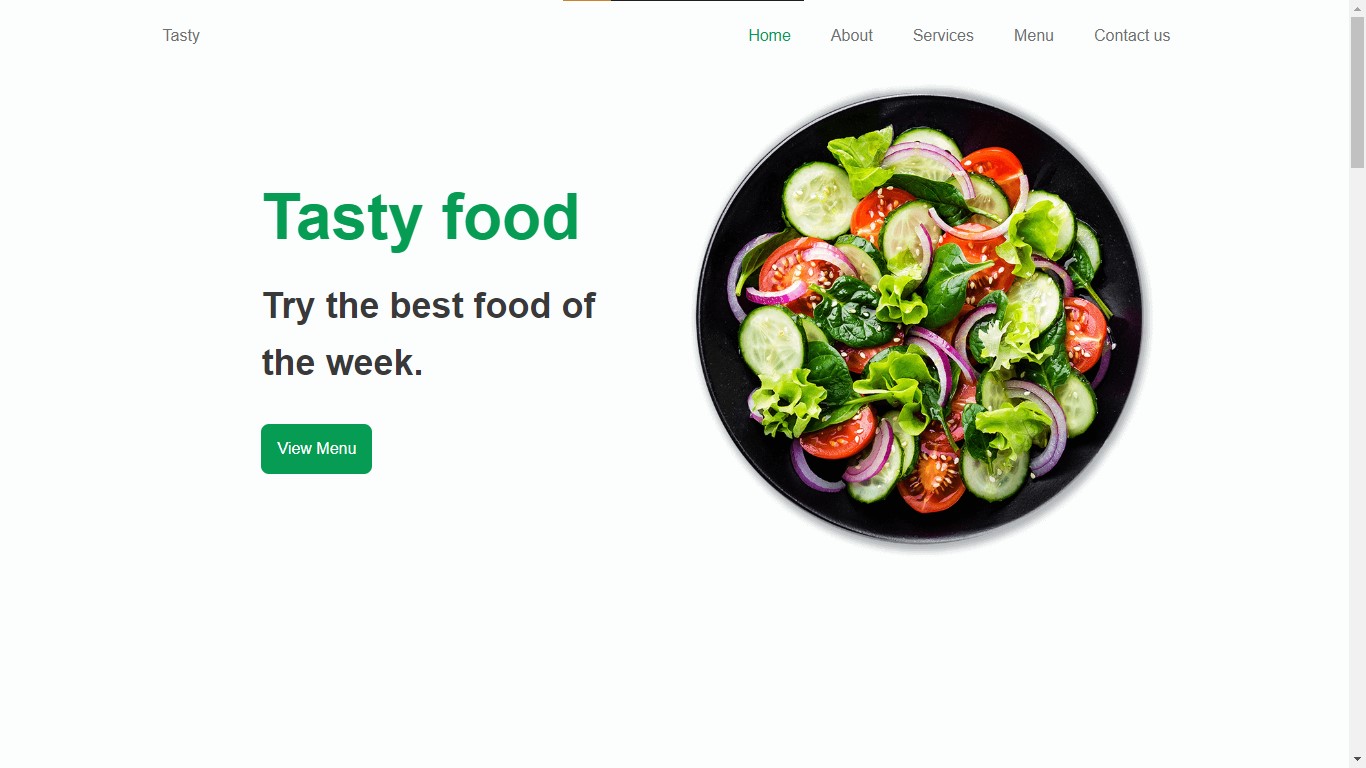 Tasty
Home About Services Menu Contact us
Tasty food
Try the best food of
the week.
View Menu